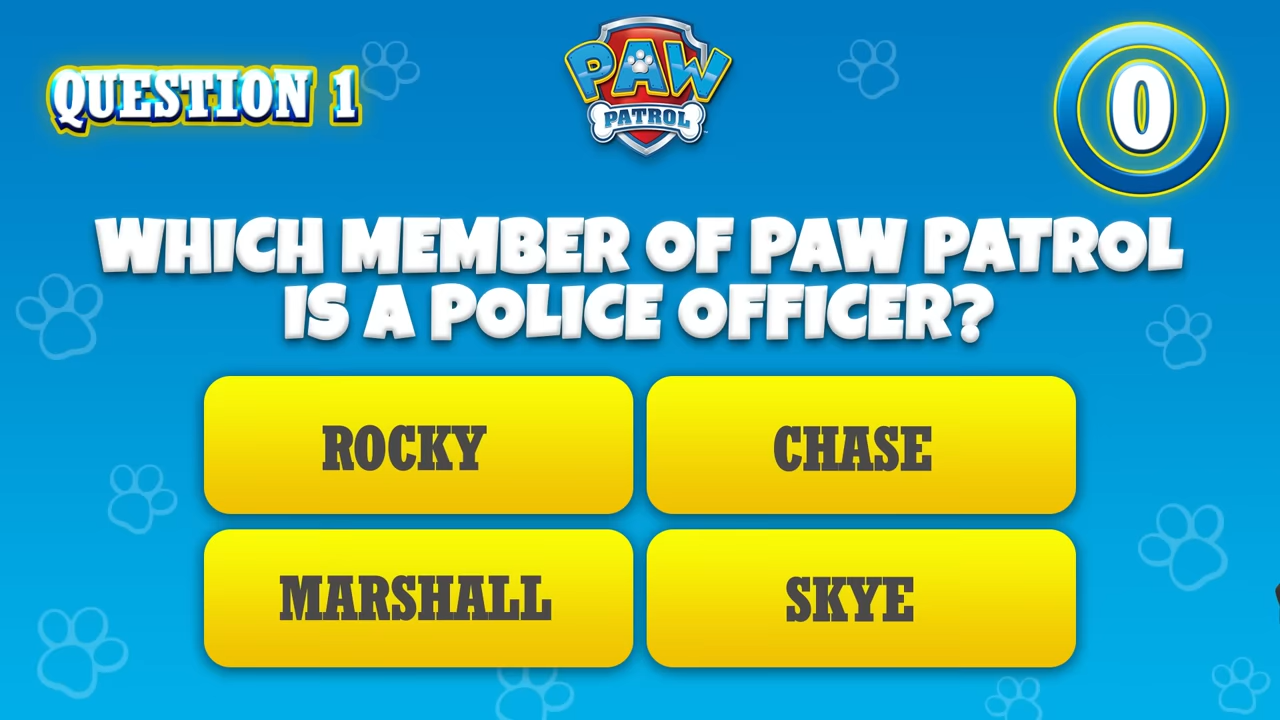 QUESTION 1
PAW
PATROL
0
WHICH MEMBER OF PAW PATROL
IS A POLICE OFFICER?
ROCKY
CHASE
MARSHALL
SKYE